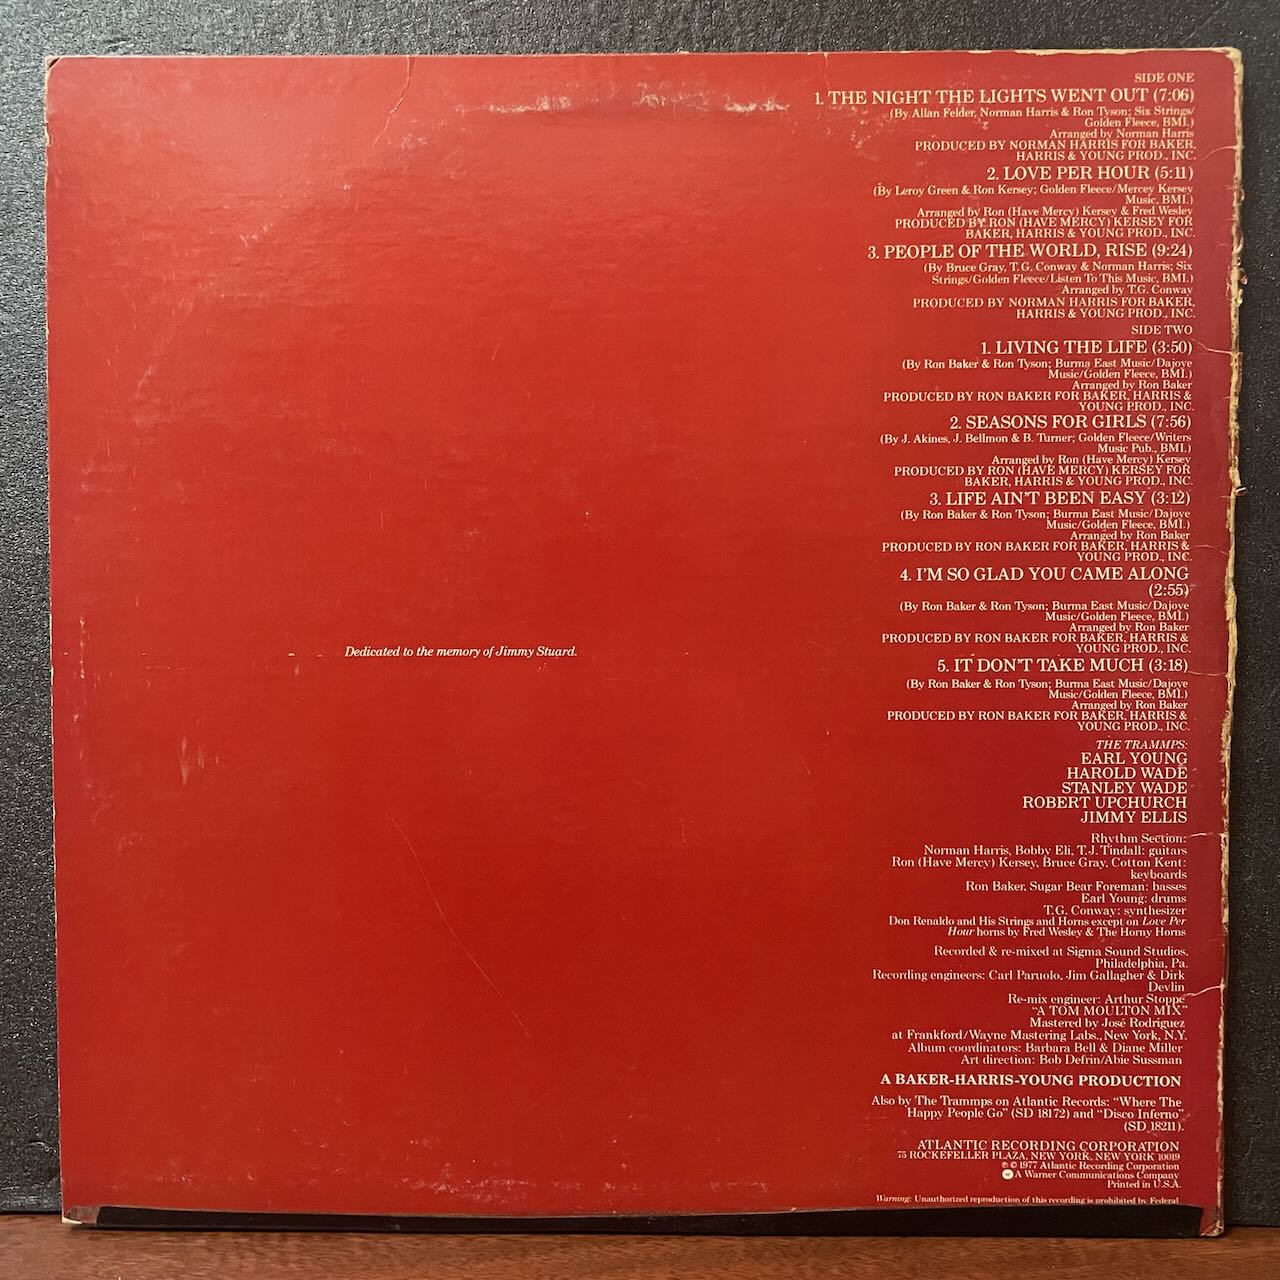 SIDE ONE
1. THE NIGHT THE LIGHTS WENT OUT (7:06)
(By Allan Felder, Norman Harris & Ron Tyson; Six Strings/
Golden Fleece, BMI.)
Arranged by Norman Harris
PRODUCED BY NORMAN HARRIS FOR BAKER,
HARRIS & YOUNG PROD., INC.
2. LOVE PER HOUR (5:11)
(By Leroy Green & Ron Kersey; Golden Fleece/Mercey Kersey
Music, BMI.)
Arranged by Ron (Have Mercy) Kersey & Fred Wesley
PRODUCED BY RON (HAVE MERCY) KERSEY FOR
BAKER, HARRIS & YOUNG PROD., INC.
3. PEOPLE OF THE WORLD, RISE (9:24)
(By Bruce Gray, T.G. Conway & Norman Harris; Six
Strings/Golden Fleece/Listen To This Music, BMI.)
Arranged by T.G. Conway
PRODUCED BY NORMAN HARRIS FOR BAKER,
HARRIS & YOUNG PROD., INC.
SIDE TWO
1. LIVING THE LIFE (3:50)
(By Ron Baker & Ron Tyson; Burma East Music/Dajoye
Music/Golden Fleece, BMI.)
Arranged by Ron Baker
PRODUCED BY RON BAKER FOR BAKER, HARRIS &
YOUNG PROD., INC.
2. SEASONS FOR GIRLS (7:56)
(By J. Akines, J. Bellmon & B. Turner; Golden Fleece/Writers
Music Pub., BMI.)
Arranged by Ron (Have Mercy) Kersey
PRODUCED BY RON (HAVE MERCY) KERSEY FOR
BAKER, HARRIS & YOUNG PROD., INC.
3. LIFE AIN'T BEEN EASY (3:12)
(By Ron Baker & Ron Tyson; Burma East Music/Dajoye
Music/Golden Fleece, BMI.)
Arranged by Ron Baker
PRODUCED BY RON BAKER FOR BAKER, HARRIS &
YOUNG PROD., INC.
4. I'M SO GLAD YOU CAME ALONG
(2:55)
(By Ron Baker & Ron Tyson; Burma East Music/Dajoye
Music/Golden Fleece, BMI.)
Arranged by Ron Baker
PRODUCED BY RON BAKER FOR BAKER, HARRIS &
YOUNG PROD., INC.
5. IT DON'T TAKE MUCH (3:18)
(By Ron Baker & Ron Tyson; Burma East Music/Dajoye
Music/Golden Fleece, BMI.)
Arranged by Ron Baker
PRODUCED BY RON BAKER FOR BAKER, HARRIS &
YOUNG PROD., INC.
Dedicated to the memory of Jimmy Stuard.
THE TRAMMPS:
EARL YOUNG
HAROLD WADE
STANLEY WADE
ROBERT UPCHURCH
JIMMY ELLIS
Rhythm Section:
Norman Harris, Bobby Eli, T.J. Tindall: guitars
Ron (Have Mercy) Kersey, Bruce Gray, Cotton Kent:
keyboards
Ron Baker, Sugar Bear Foreman: basses
Earl Young: drums
T.G. Conway: synthesizer
Don Renaldo and His Strings and Horns except on Love Per
Hour horns by Fred Wesley & The Horny Horns
Recorded & re-mixed at Sigma Sound Studios,
Philadelphia, Pa.
Recording engineers: Carl Paruolo, Jim Gallagher & Dirk
Devlin
Re-mix engineer: Arthur Stoppe
"A TOM MOULTON MIX"
Mastered by José Rodriguez
at Frankford/Wayne Mastering Labs., New York, N.Y.
Album coordinators: Barbara Bell & Diane Miller
Art direction: Bob Defrin/Abie Sussman
A BAKER-HARRIS-YOUNG PRODUCTION
Also by The Trammps on Atlantic Records: "Where The
Happy People Go" (SD 18172) and "Disco Inferno"
(SD 18211).
ATLANTIC RECORDING CORPORATION
75 ROCKEFELLER PLAZA, NEW YORK, NEW YORK 10019
℗ © 1977 Atlantic Recording Corporation
A Warner Communications Company
Printed in U.S.A.
Warning: Unauthorized reproduction of this recording is prohibited by Federal